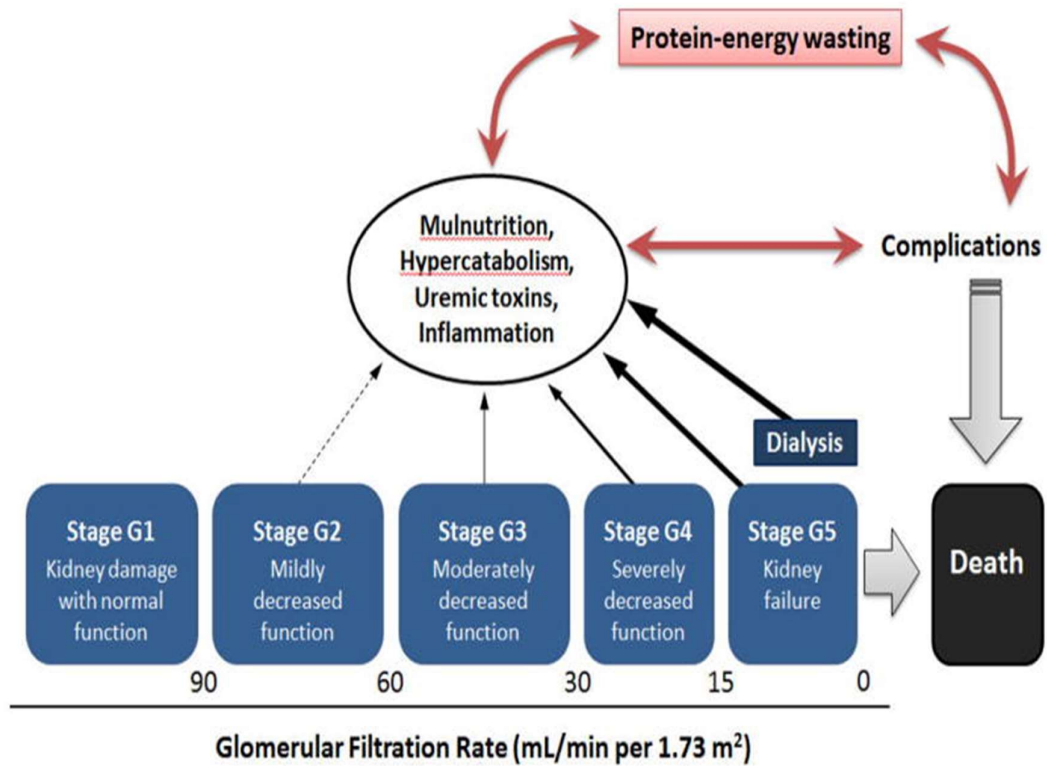 Protein-energy wasting
Mulnutrition,
Hypercatabolism,
Uremic toxins,
Inflammation
Complications
Dialysis
Stage G1
Kidney damage
with normal
function
Stage G2
Mildly
decreased
function
Stage G3
Moderately
decreased
function
Stage G4
Severely
decreased
function
Stage G5
Kidney
failure
Death
90
60
30
15
0
Glomerular Filtration Rate (mL/min per 1.73 m²)